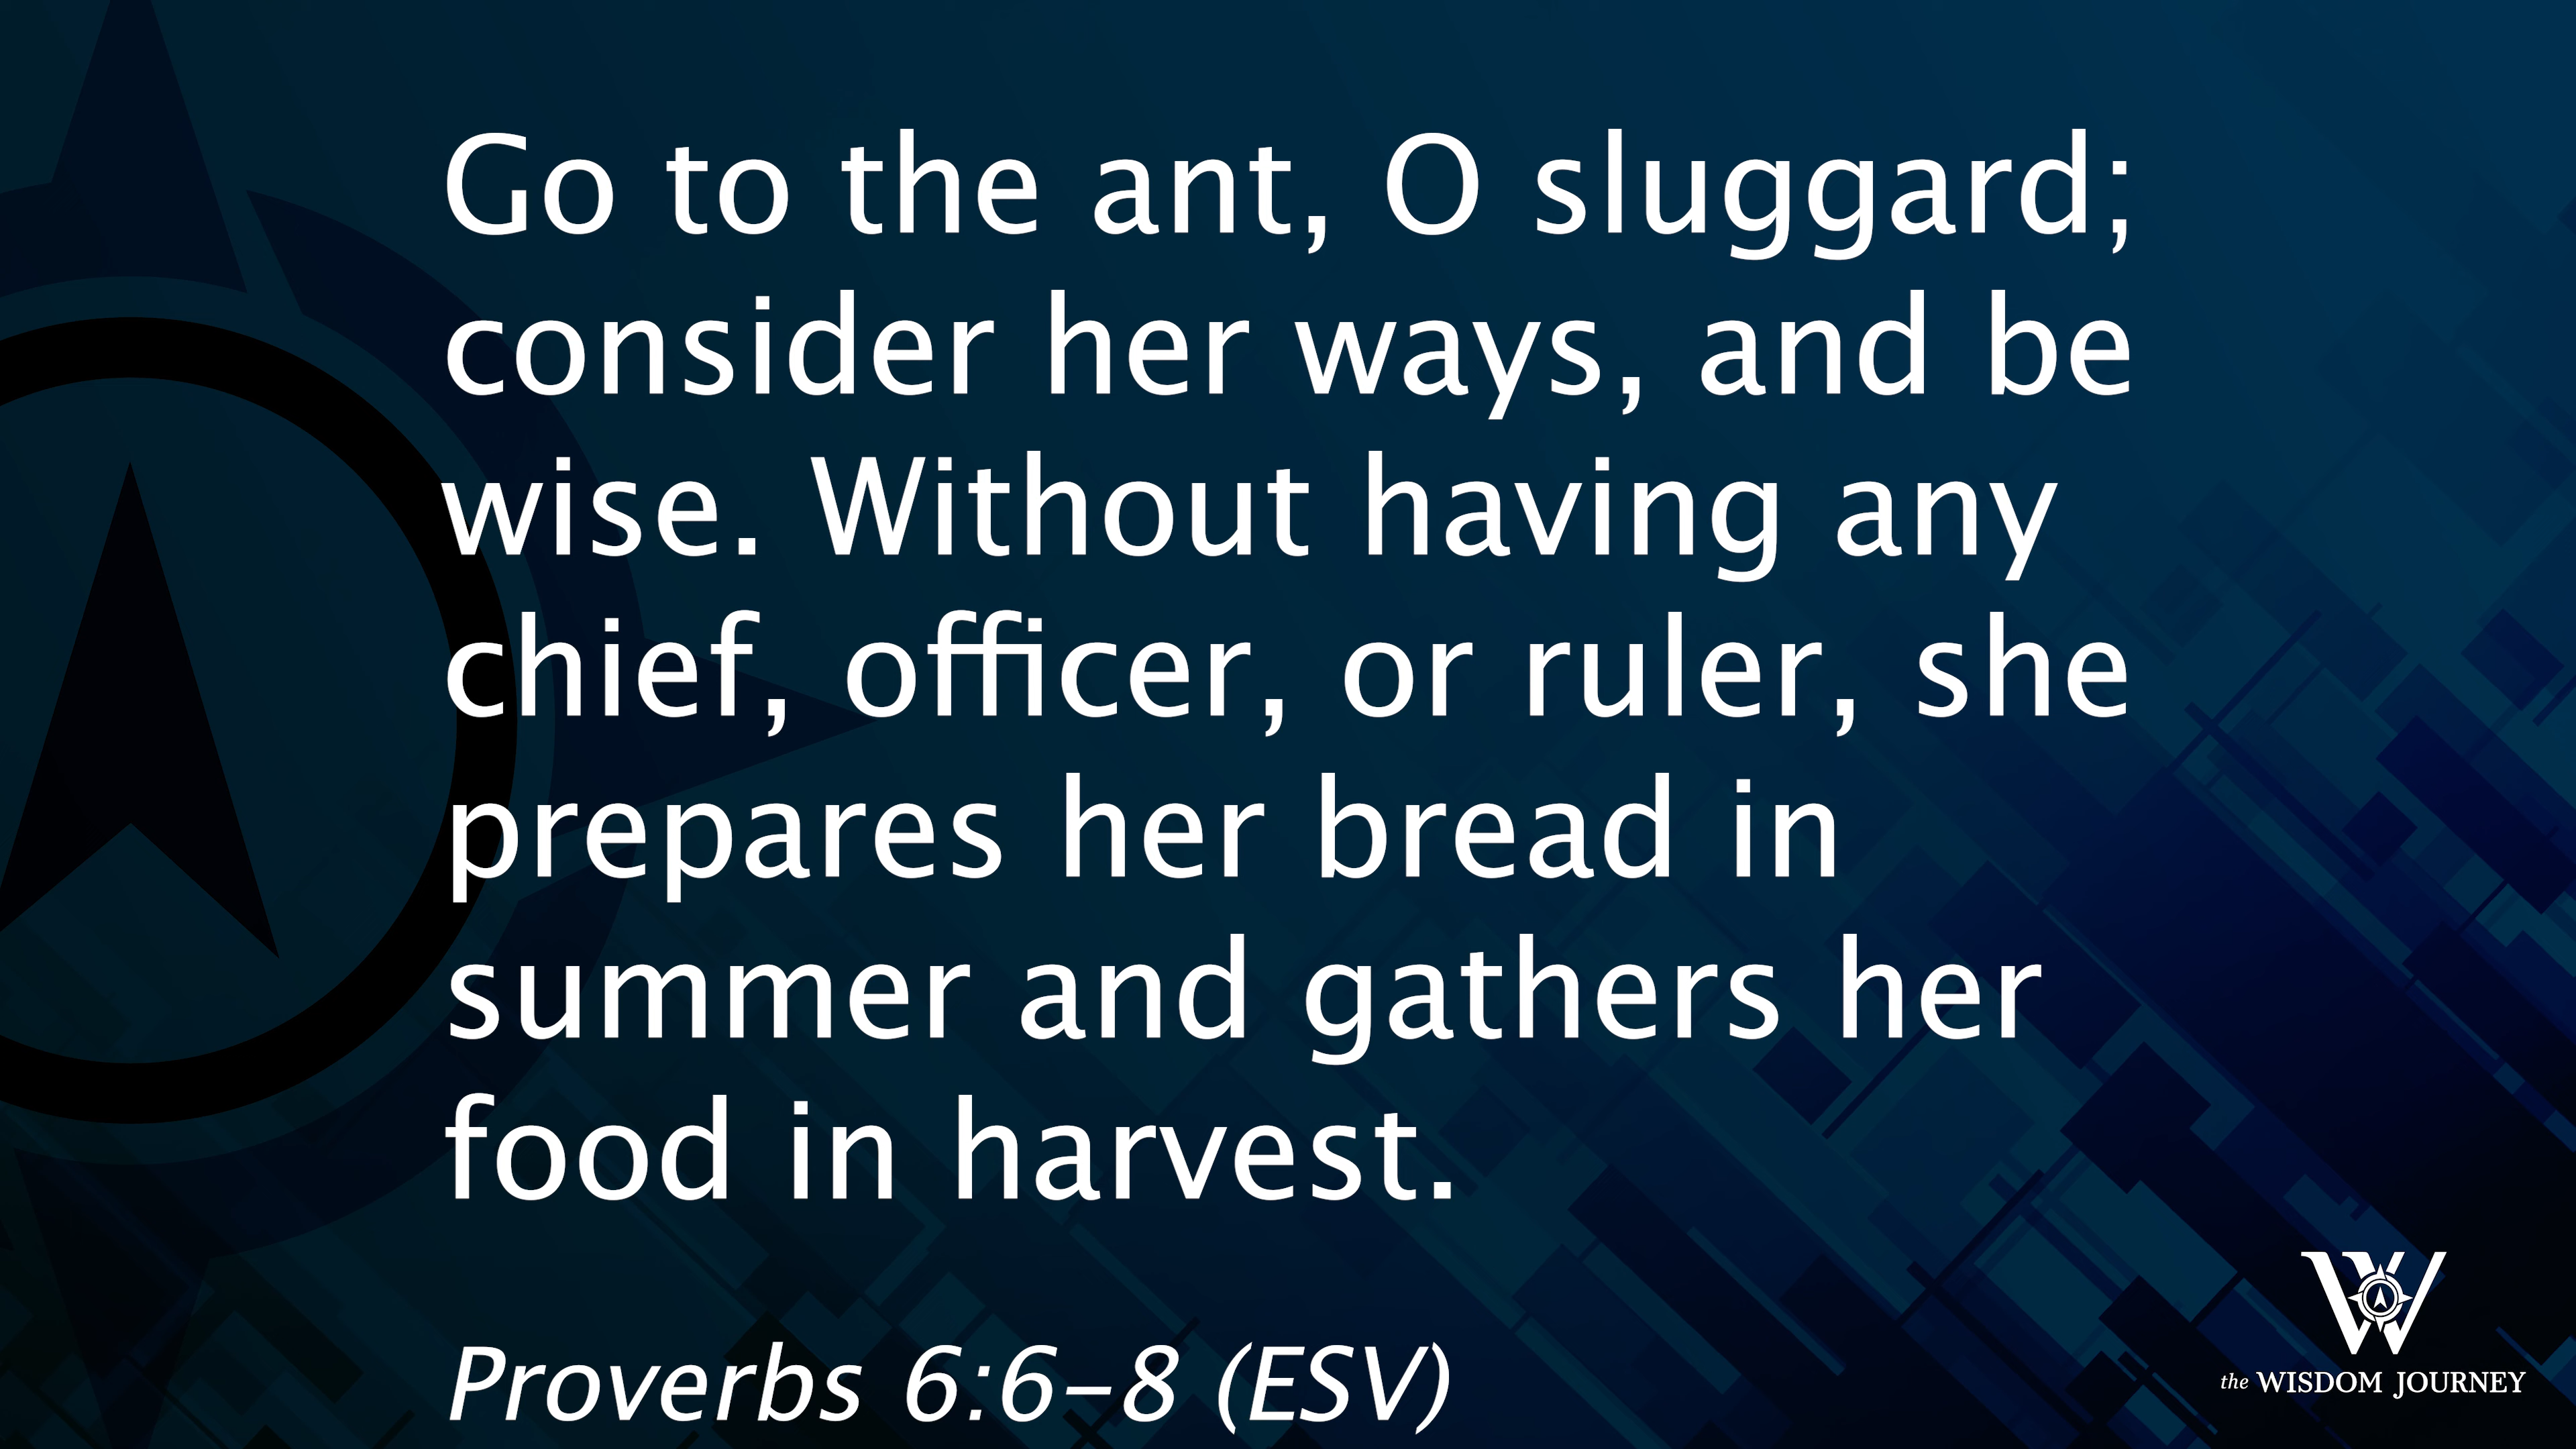 Go to the ant, O sluggard;
consider her ways, and be
wise. Without having any
chief, officer, or ruler, she
prepares her bread in
summer and gathers her
food in harvest.
Proverbs 6:6–8 (ESV)
W
the WISDOM JOURNEY